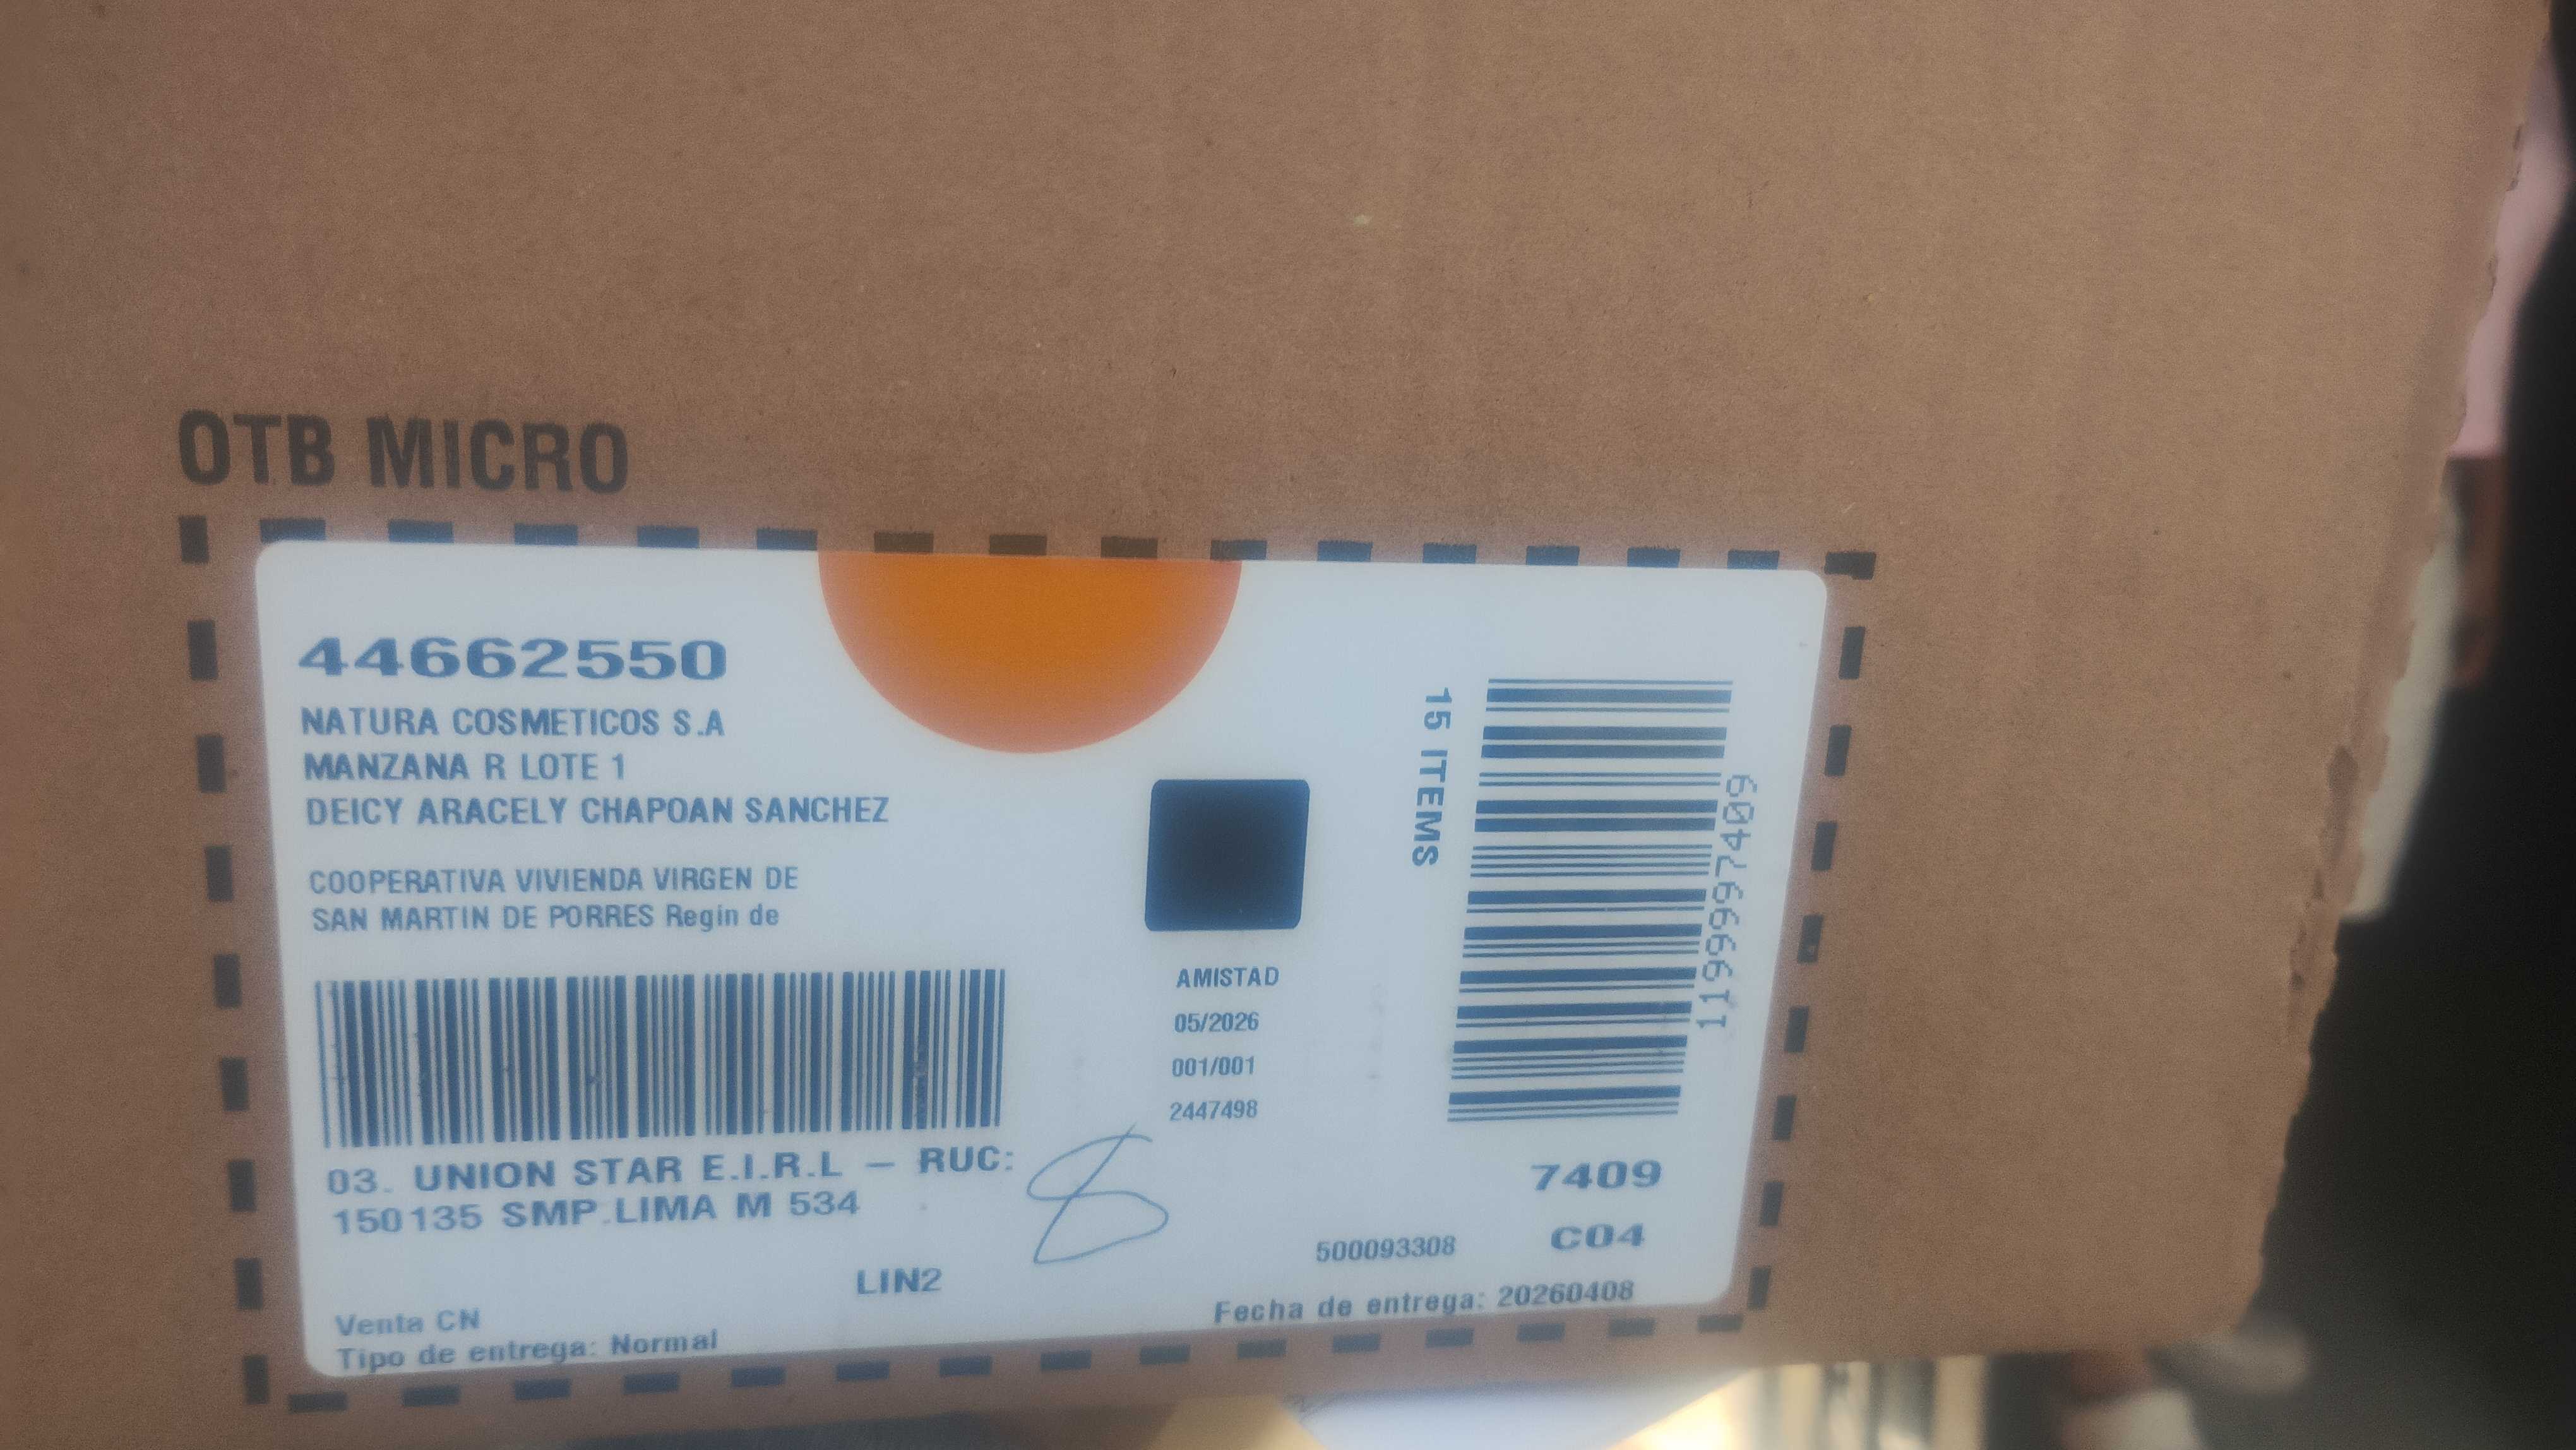 OTB MICRO
44662550
NATURA COSMETICOS S.A
MANZANA R LOTE 1
DEICY ARACELY CHAPOAN SANCHEZ
COOPERATIVA VIVIENDA VIRGEN DE
SAN MARTIN DE PORRES Regin de
03. UNION STAR E.I.R.L – RUC:
150135 SMP.LIMA M 534
LIN2
Venta CN
Tipo de entrega: Normal
AMISTAD
05/2026
001/001
2447498
15 ITEMS
11999997409
7409
C04
500093308
Fecha de entrega: 20260408